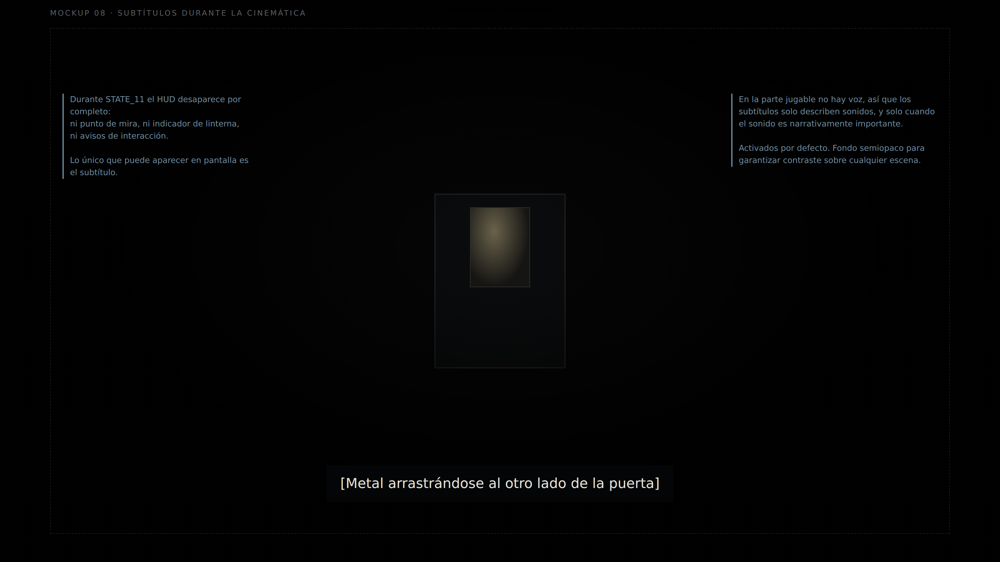 MOCKUP 08 · SUBTÍTULOS DURANTE LA CINEMÁTICA
Durante STATE_11 el HUD desaparece por
completo:
ni punto de mira, ni indicador de linterna,
ni avisos de interacción.
Lo único que puede aparecer en pantalla es
el subtítulo.
En la parte jugable no hay voz, así que los
subtítulos solo describen sonidos, y solo cuando
el sonido es narrativamente importante.
Activados por defecto. Fondo semiopaco para
garantizar contraste sobre cualquier escena.
[Metal arrastrándose al otro lado de la puerta]